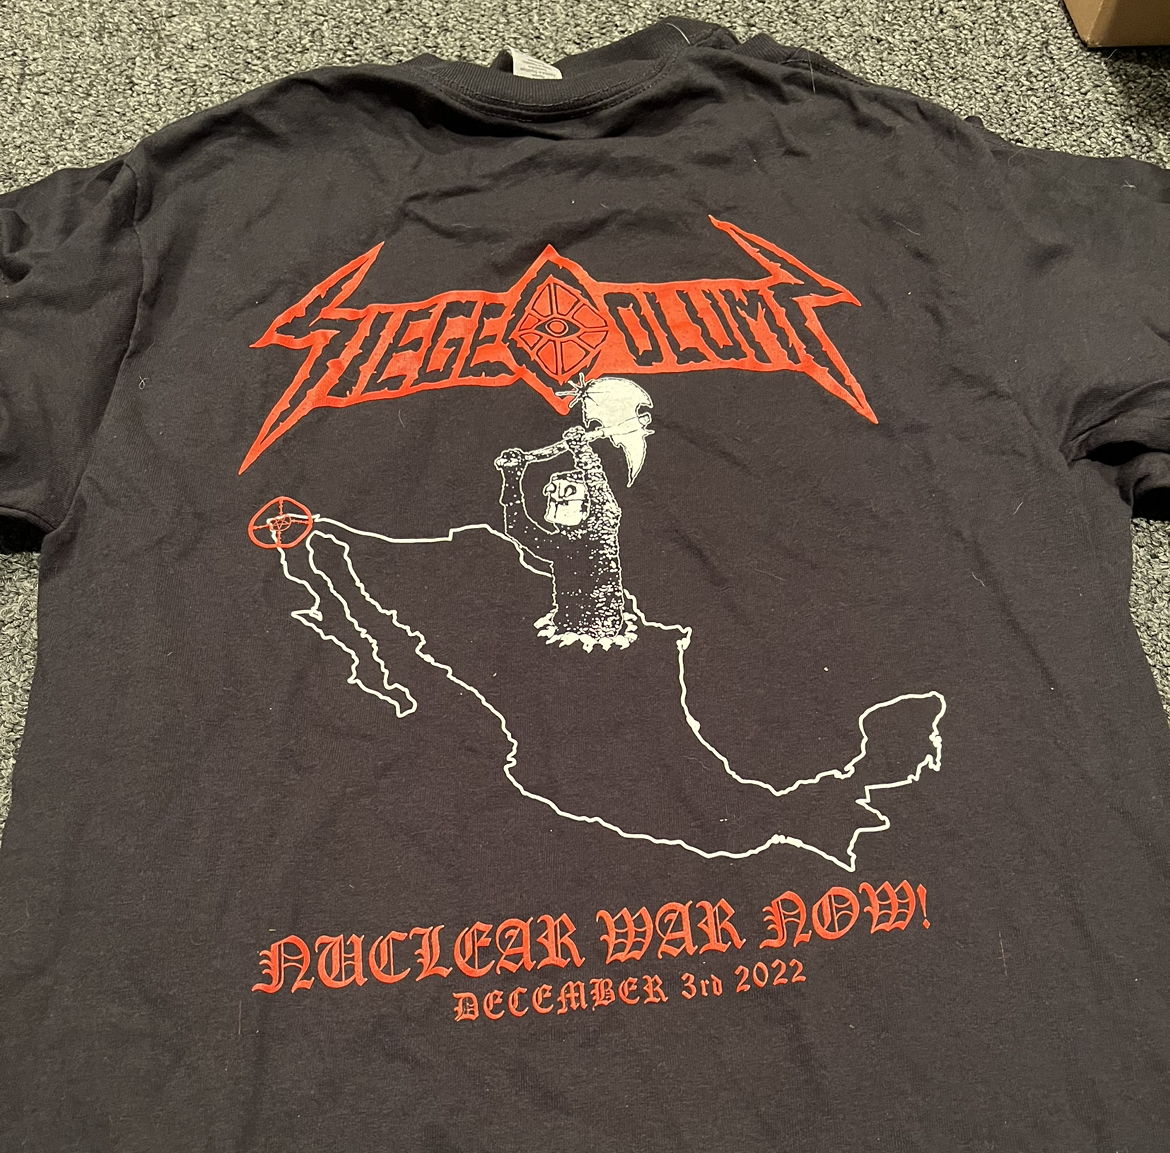 SIEGE COLUMN
NUCLEAR WAR NOW!
DECEMBER 3rd 2022